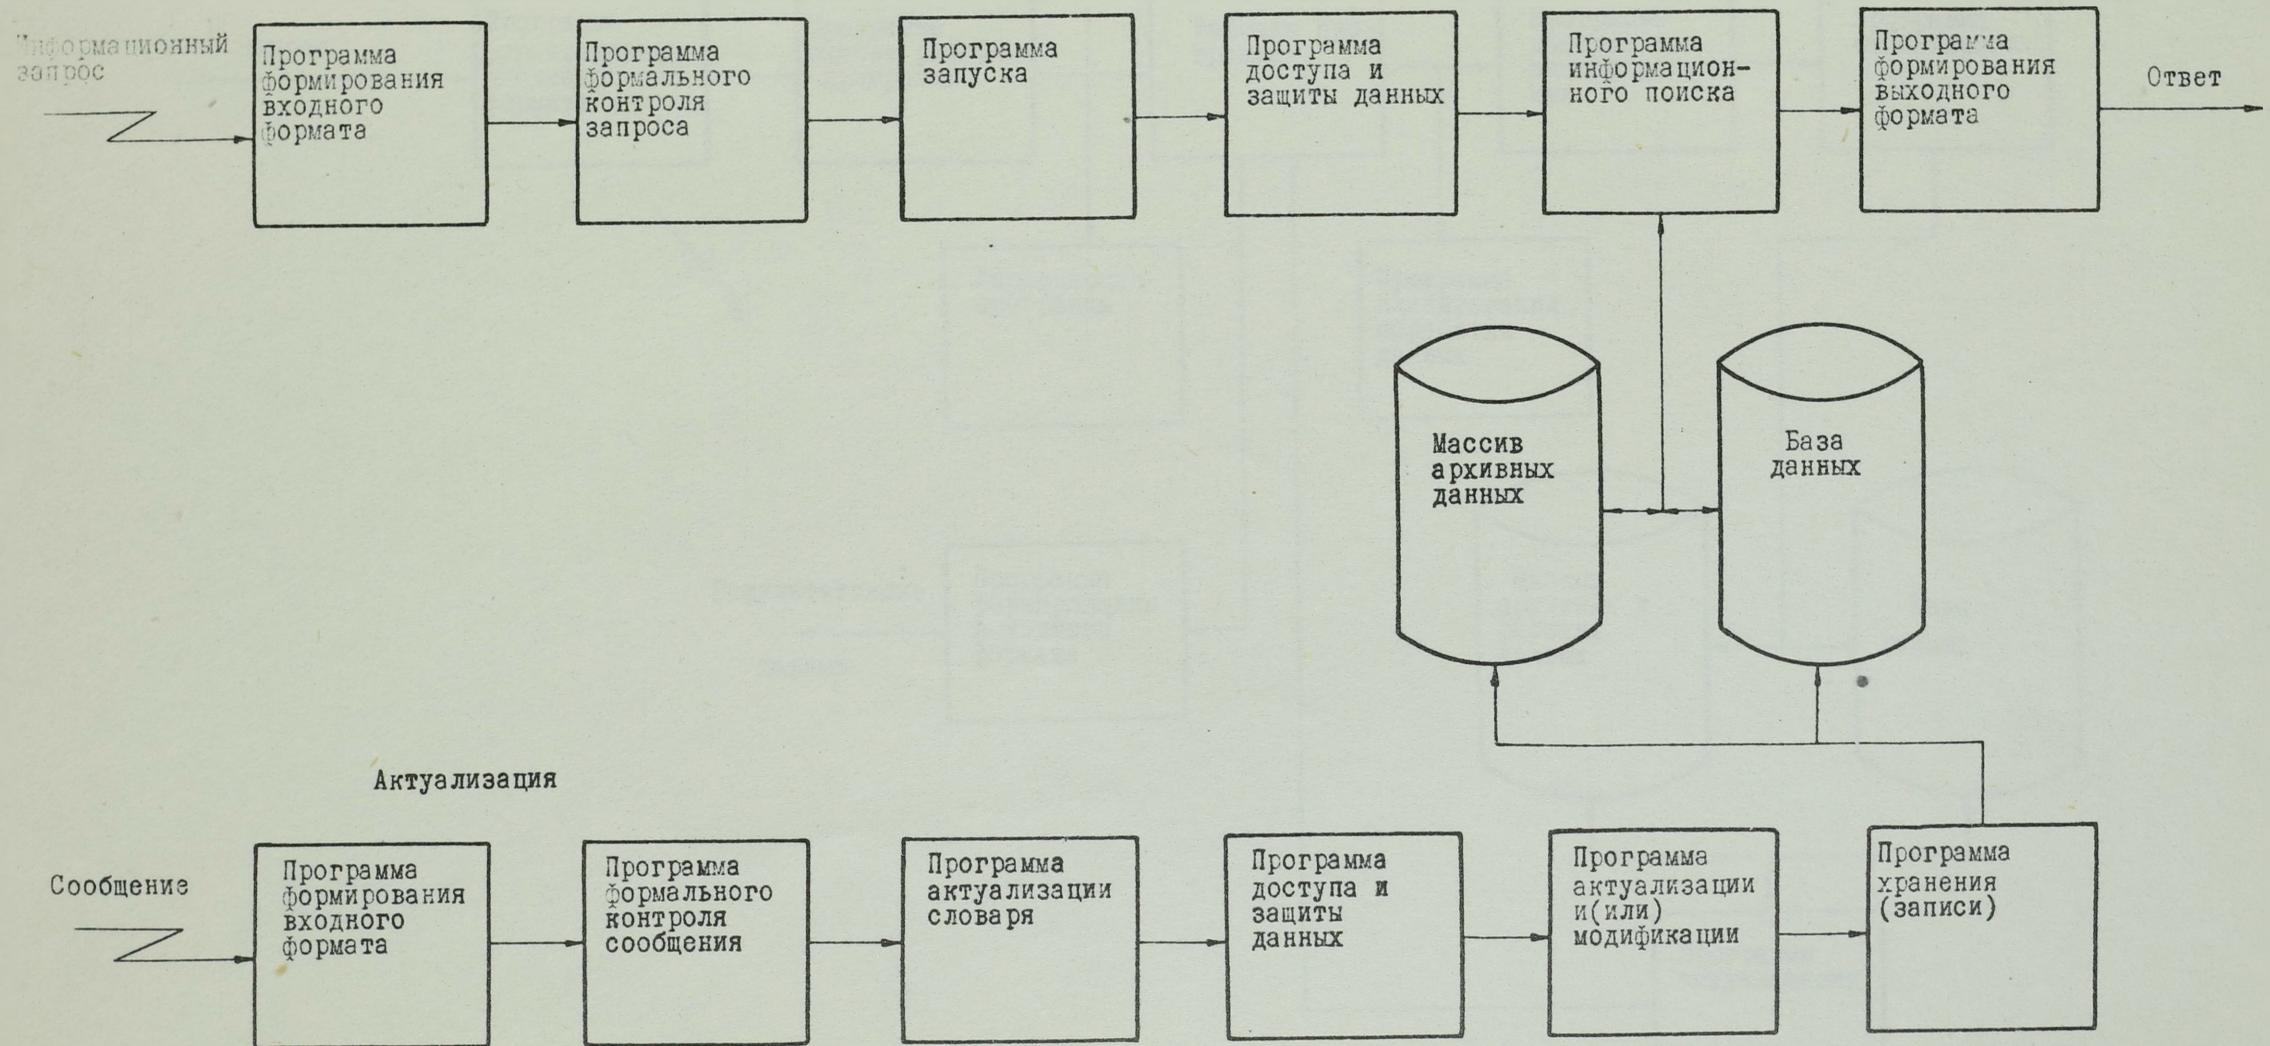 Информационный
запрос
Программа
формирования
входного
формата
Программа
формального
контроля
запроса
Программа
запуска
Программа
доступа и
защиты данных
Программа
информацион-
ного поиска
Программа
формирования
выходного
формата
Ответ
Массив
архивных
данных
База
данных
Актуализация
Сообщение
Программа
формирования
входного
формата
Программа
формального
контроля
сообщения
Программа
актуализации
словаря
Программа
доступа и
защиты
данных
Программа
актуализации
и(или)
модификации
Программа
хранения
(записи)